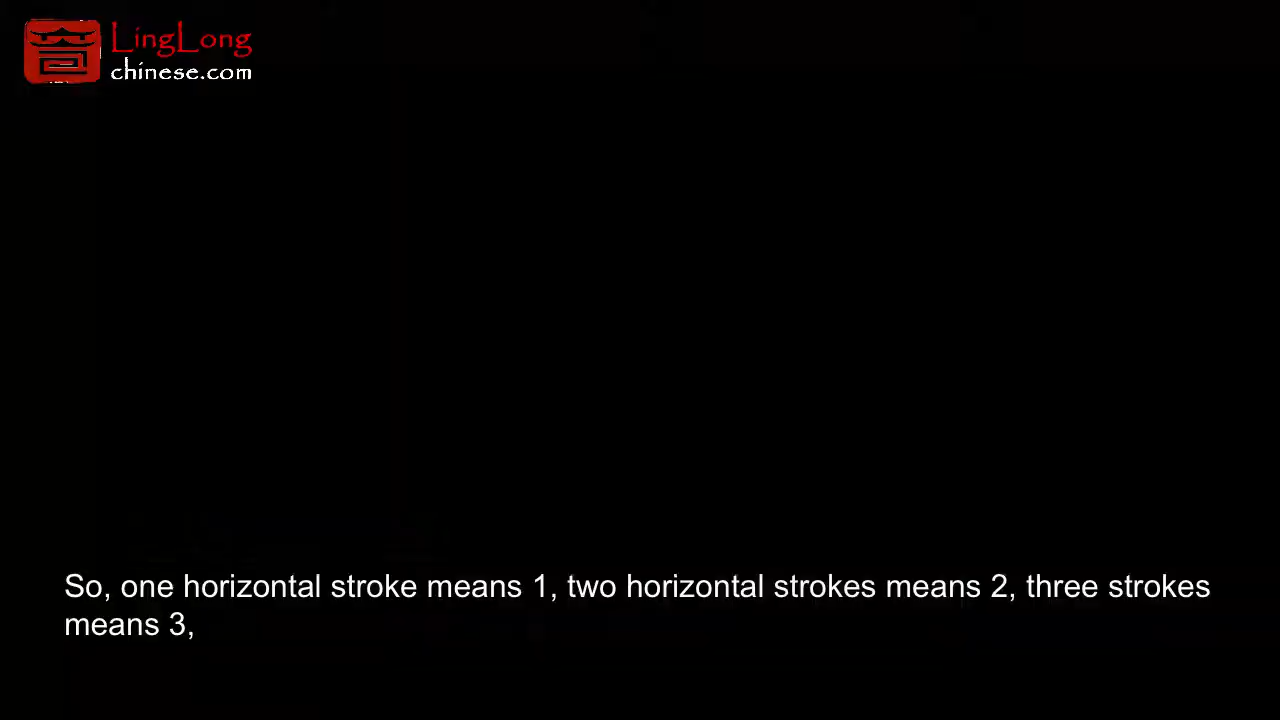 LingLong
chinese.com
So, one horizontal stroke means 1, two horizontal strokes means 2, three strokes
means 3,